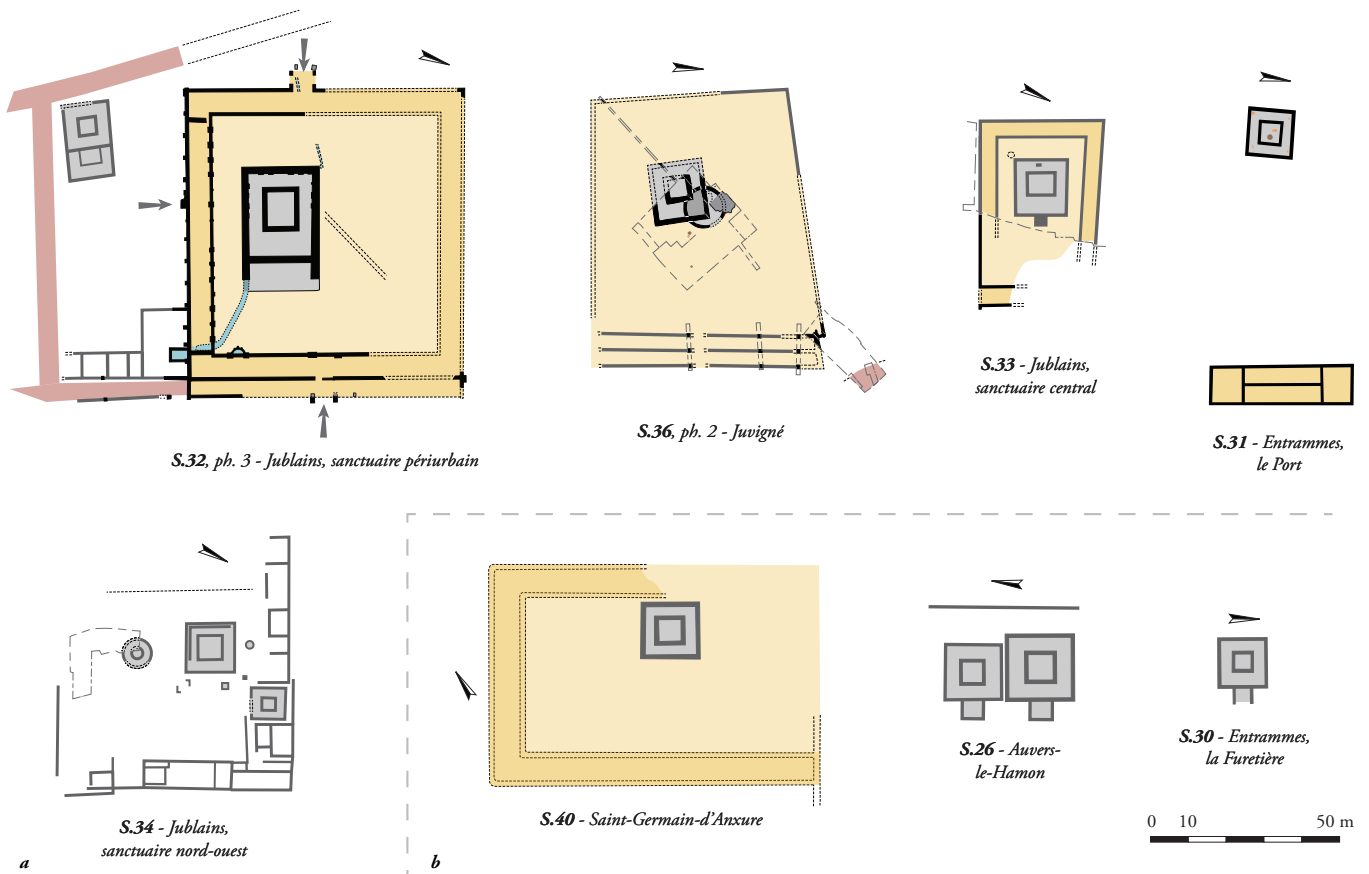 S.32, ph. 3 - Jublains, sanctuaire périurbain
S.36, ph. 2 - Juvigné
S.33 - Jublains,
sanctuaire central
S.31 - Entrammes,
le Port
S.34 - Jublains,
sanctuaire nord-ouest
a
S.40 - Saint-Germain-d'Anxure
S.26 - Auvers-
le-Hamon
S.30 - Entrammes,
la Furetière
0 10 50 m
b